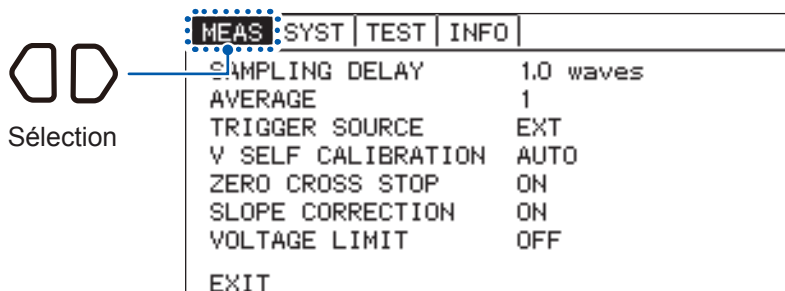 MEAS SYST TEST INFO
SAMPLING DELAY 1.0 waves
AVERAGE 1
TRIGGER SOURCE EXT
V SELF CALIBRATION AUTO
ZERO CROSS STOP ON
SLOPE CORRECTION ON
VOLTAGE LIMIT OFF
EXIT
Sélection